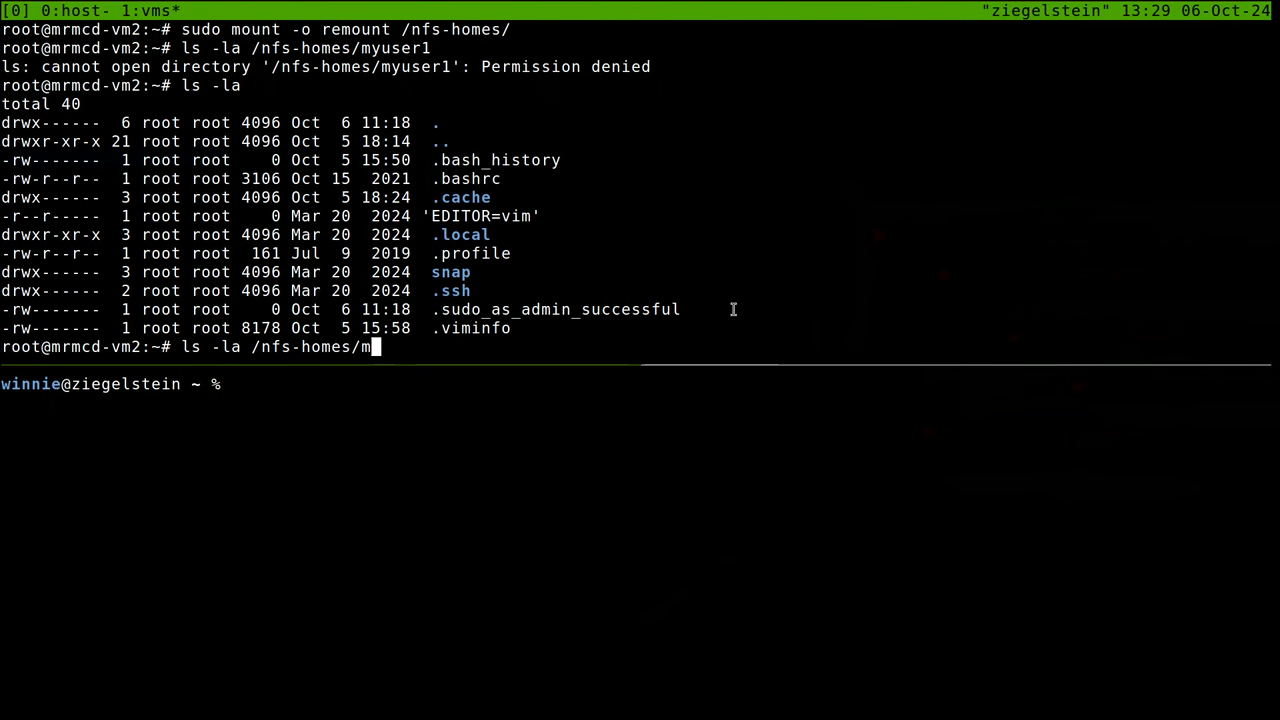 [0] 0:host- 1:vms* "ziegelstein" 13:29 06-Oct-24
root@mrmcd-vm2:~# sudo mount -o remount /nfs-homes/
root@mrmcd-vm2:~# ls -la /nfs-homes/myuser1
ls: cannot open directory '/nfs-homes/myuser1': Permission denied
root@mrmcd-vm2:~# ls -la
total 40
drwx------  6 root root 4096 Oct  6 11:18  .
drwxr-xr-x 21 root root 4096 Oct  5 18:14  ..
-rw-------  1 root root    0 Oct  5 15:50  .bash_history
-rw-r--r--  1 root root 3106 Oct 15  2021  .bashrc
drwx------  3 root root 4096 Oct  5 18:24  .cache
-r--r-----  1 root root    0 Mar 20  2024 'EDITOR=vim'
drwxr-xr-x  3 root root 4096 Mar 20  2024  .local
-rw-r--r--  1 root root  161 Jul  9  2019  .profile
drwx------  3 root root 4096 Mar 20  2024  snap
drwx------  2 root root 4096 Mar 20  2024  .ssh
-rw-------  1 root root    0 Oct  6 11:18  .sudo_as_admin_successful
-rw-------  1 root root 8178 Oct  5 15:58  .viminfo
root@mrmcd-vm2:~# ls -la /nfs-homes/m
winnie@ziegelstein ~ %